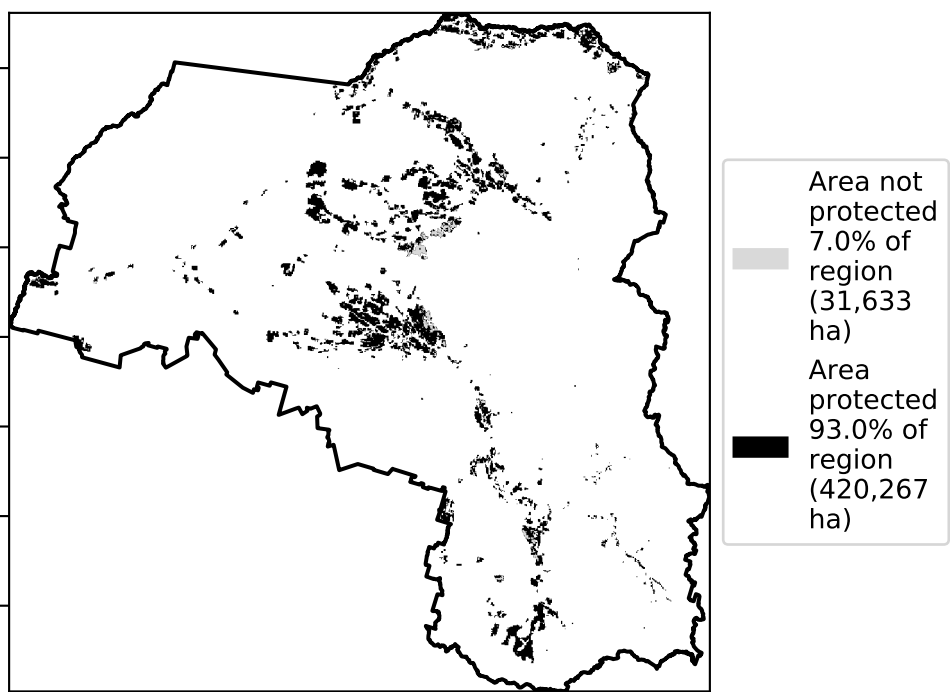 Area not
protected
7.0% of
region
(31,633
ha)
Area
protected
93.0% of
region
(420,267
ha)